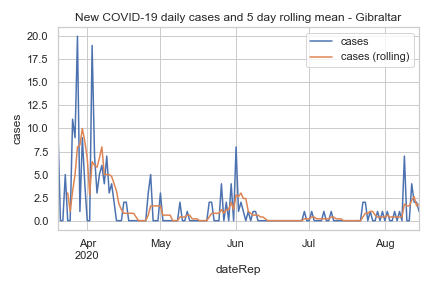 New COVID-19 daily cases and 5 day rolling mean - Gibraltar
cases
cases (rolling)
20.0
17.5
15.0
12.5
10.0
7.5
5.0
2.5
0.0
cases
Apr
2020
May
Jun
Jul
Aug
dateRep